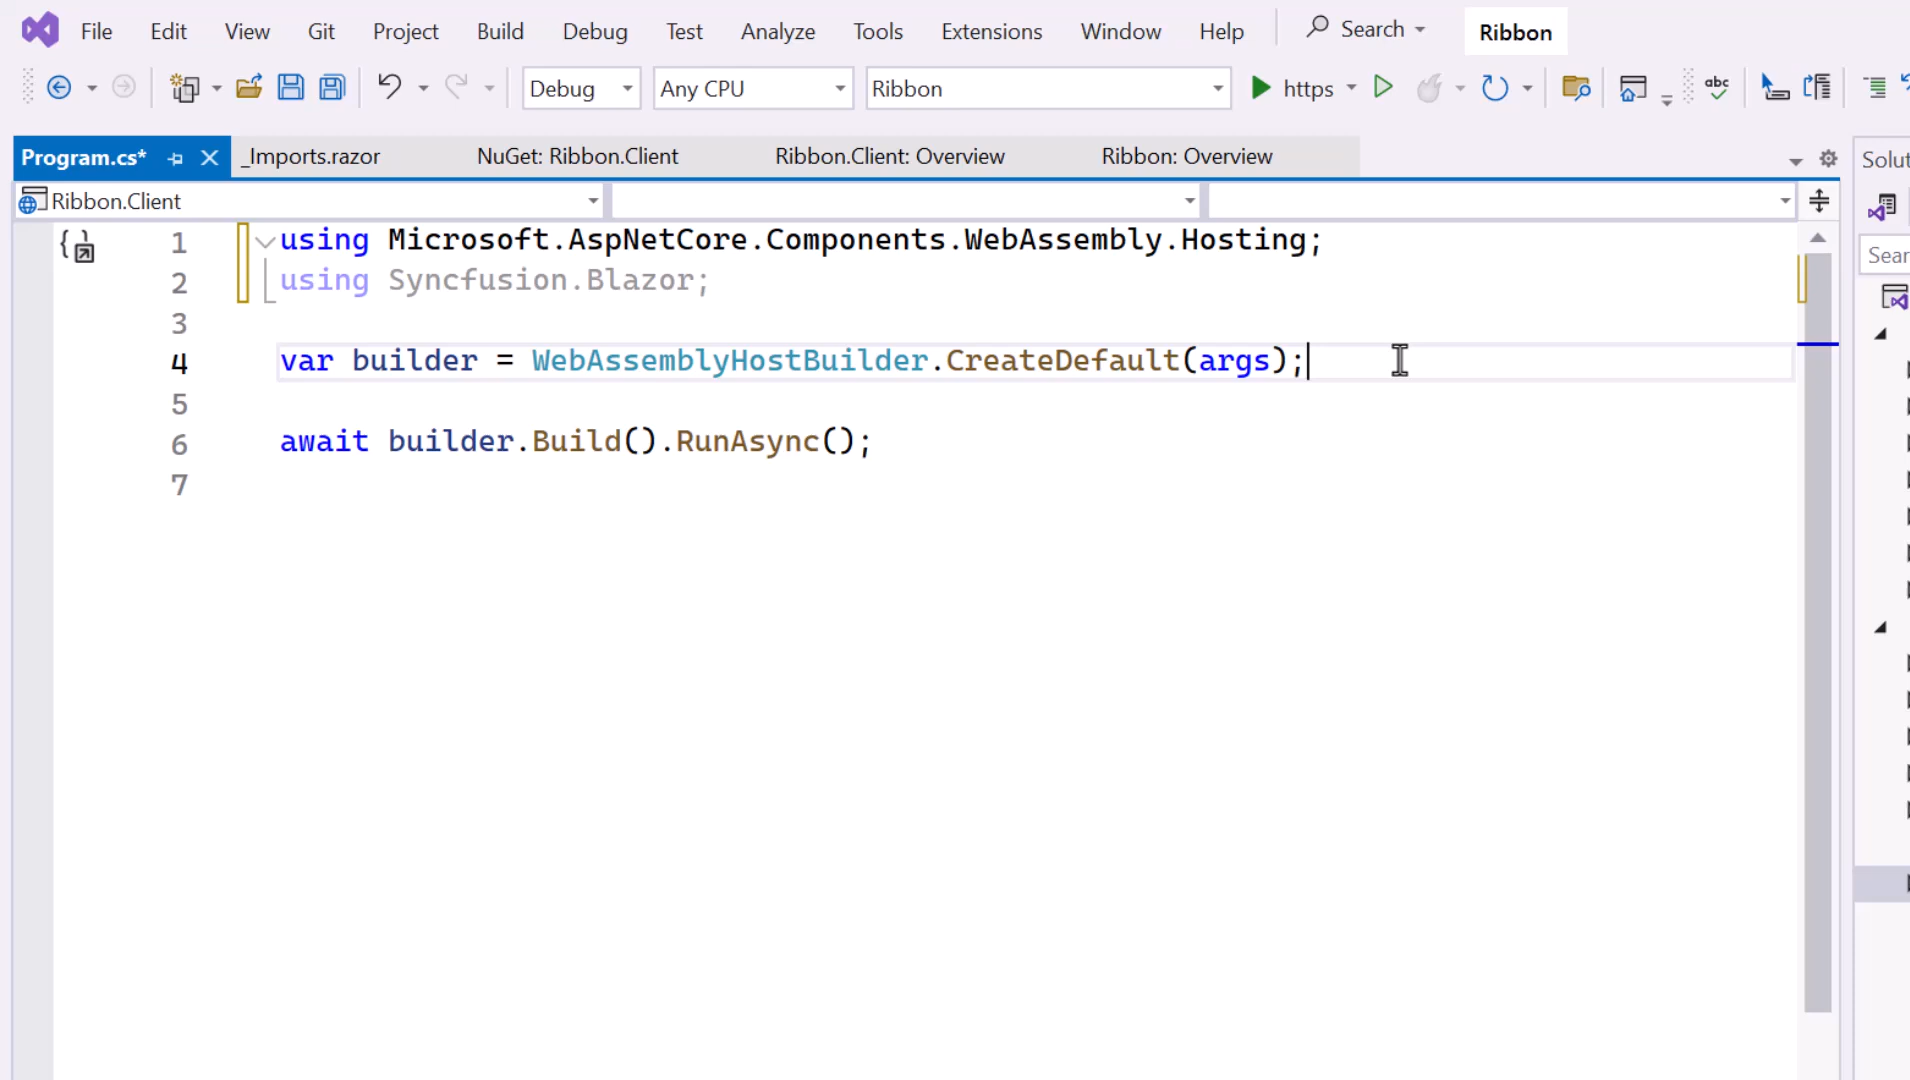 File Edit View Git Project Build Debug Test Analyze Tools Extensions Window Help Search Ribbon
Debug Any CPU Ribbon https abc
Program.cs* _Imports.razor NuGet: Ribbon.Client Ribbon.Client: Overview Ribbon: Overview Solut
Ribbon.Client
Sear
1 using Microsoft.AspNetCore.Components.WebAssembly.Hosting;
2 using Syncfusion.Blazor;
3
4 var builder = WebAssemblyHostBuilder.CreateDefault(args);
5
6 await builder.Build().RunAsync();
7